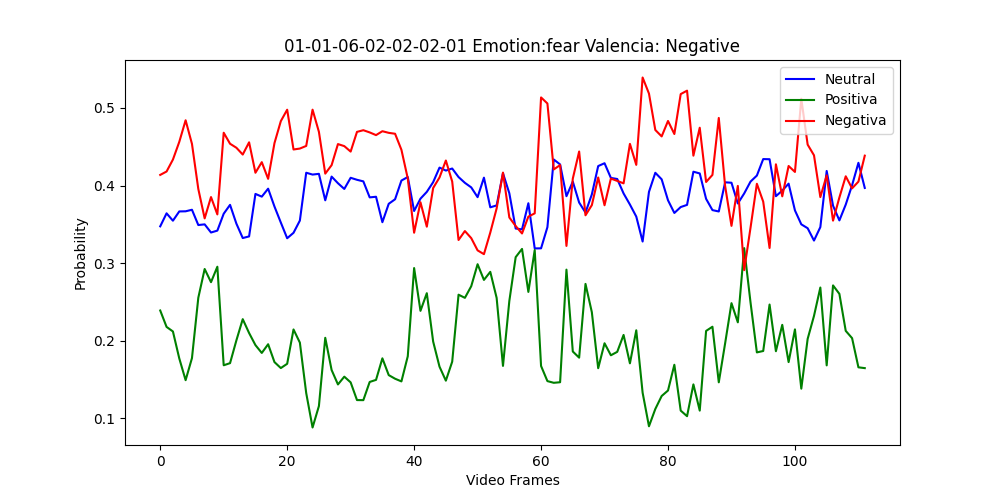 01-01-06-02-02-02-01 Emotion:fear Valencia: Negative
Neutral
Positiva
Negativa
Probability
0.5
0.4
0.3
0.2
0.1
0 20 40 60 80 100
Video Frames